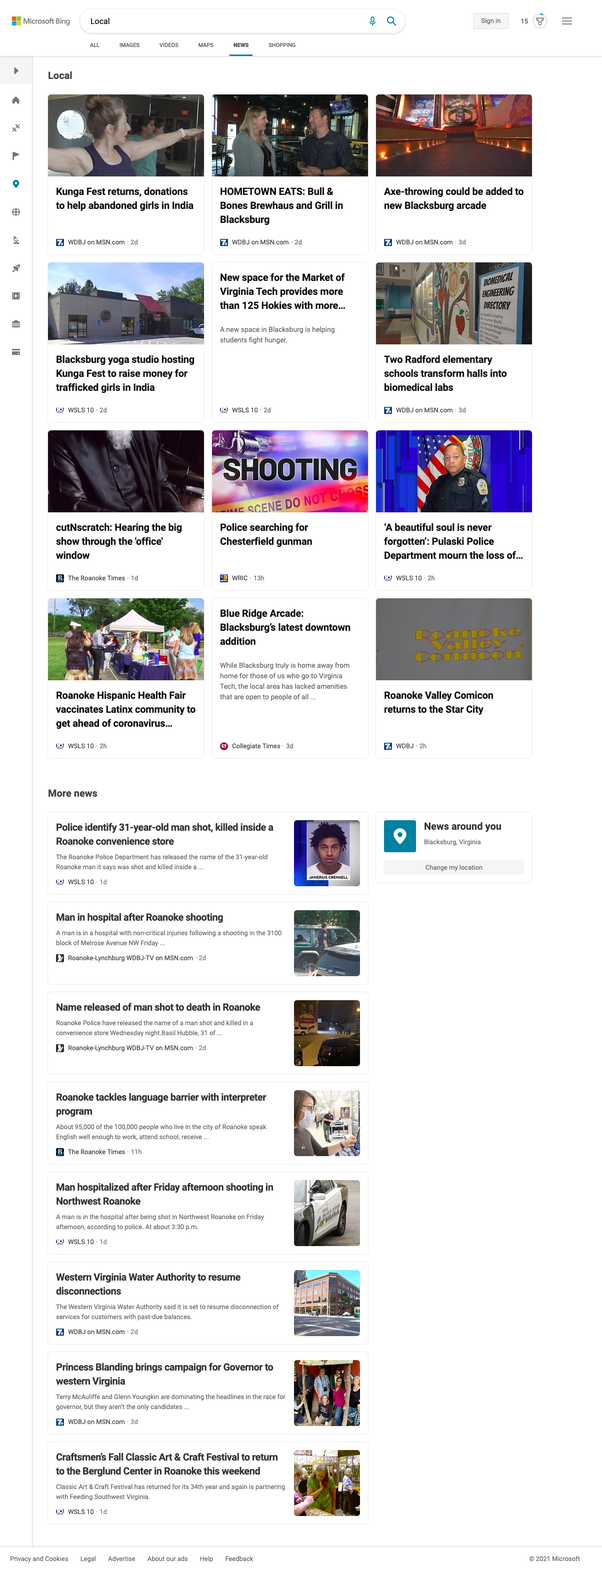 Microsoft Bing
Local
Sign in
15
ALL IMAGES VIDEOS MAPS NEWS SHOPPING
Local
Kunga Fest returns, donations
to help abandoned girls in India
WDBJ on MSN.com · 2d
HOMETOWN EATS: Bull &
Bones Brewhaus and Grill in
Blacksburg
WDBJ on MSN.com · 2d
Axe-throwing could be added to
new Blacksburg arcade
WDBJ on MSN.com · 3d
Blacksburg yoga studio hosting
Kunga Fest to raise money for
trafficked girls in India
WSLS 10 · 2d
New space for the Market of
Virginia Tech provides more
than 125 Hokies with more...
A new space in Blacksburg is helping
students fight hunger.
WSLS 10 · 2d
BIOMEDICAL
ENGINEERING
DIRECTORY
Two Radford elementary
schools transform halls into
biomedical labs
WDBJ on MSN.com · 3d
cutNscratch: Hearing the big
show through the 'office'
window
The Roanoke Times · 1d
SHOOTING
CRIME SCENE DO NOT CROSS
Police searching for
Chesterfield gunman
WRIC · 13h
'A beautiful soul is never
forgotten': Pulaski Police
Department mourn the loss of...
WSLS 10 · 2h
Roanoke Hispanic Health Fair
vaccinates Latinx community to
get ahead of coronavirus...
WSLS 10 · 2h
Blue Ridge Arcade:
Blacksburg's latest downtown
addition
While Blacksburg truly is home away from
home for those of us who go to Virginia
Tech, the local area has lacked amenities
that are open to people of all ...
Collegiate Times · 3d
Roanoke
Valley
Comicon
Roanoke Valley Comicon
returns to the Star City
WDBJ · 2h
More news
Police identify 31-year-old man shot, killed inside a
Roanoke convenience store
The Roanoke Police Department has released the name of the 31-year-old
Roanoke man it says was shot and killed inside a ...
WSLS 10 · 1d
News around you
Blacksburg, Virginia
Change my location
Man in hospital after Roanoke shooting
A man is in a hospital with non-critical injuries following a shooting in the 3100
block of Melrose Avenue NW Friday ...
Roanoke-Lynchburg WDBJ-TV on MSN.com · 2d
Name released of man shot to death in Roanoke
Roanoke Police have released the name of a man shot and killed in a
convenience store Wednesday night.Basil Hubble, 31 of ...
Roanoke-Lynchburg WDBJ-TV on MSN.com · 2d
Roanoke tackles language barrier with interpreter
program
About 95,000 of the 100,000 people who live in the city of Roanoke speak
English well enough to work, attend school, receive ...
The Roanoke Times · 11h
Man hospitalized after Friday afternoon shooting in
Northwest Roanoke
A man is in the hospital after being shot in Northwest Roanoke on Friday
afternoon, according to police. At about 3:30 p.m.
WSLS 10 · 1d
Western Virginia Water Authority to resume
disconnections
The Western Virginia Water Authority said it is set to resume disconnection of
services for customers with past-due balances.
WDBJ on MSN.com · 2d
Princess Blanding brings campaign for Governor to
western Virginia
Terry McAuliffe and Glenn Youngkin are dominating the headlines in the race for
governor, but they aren't the only candidates ...
WDBJ on MSN.com · 3d
Craftsmen's Fall Classic Art & Craft Festival to return
to the Berglund Center in Roanoke this weekend
Classic Art & Craft Festival has returned for its 34th year and again is partnering
with Feeding Southwest Virginia.
WSLS 10 · 1d
Privacy and Cookies Legal Advertise About our ads Help Feedback © 2021 Microsoft